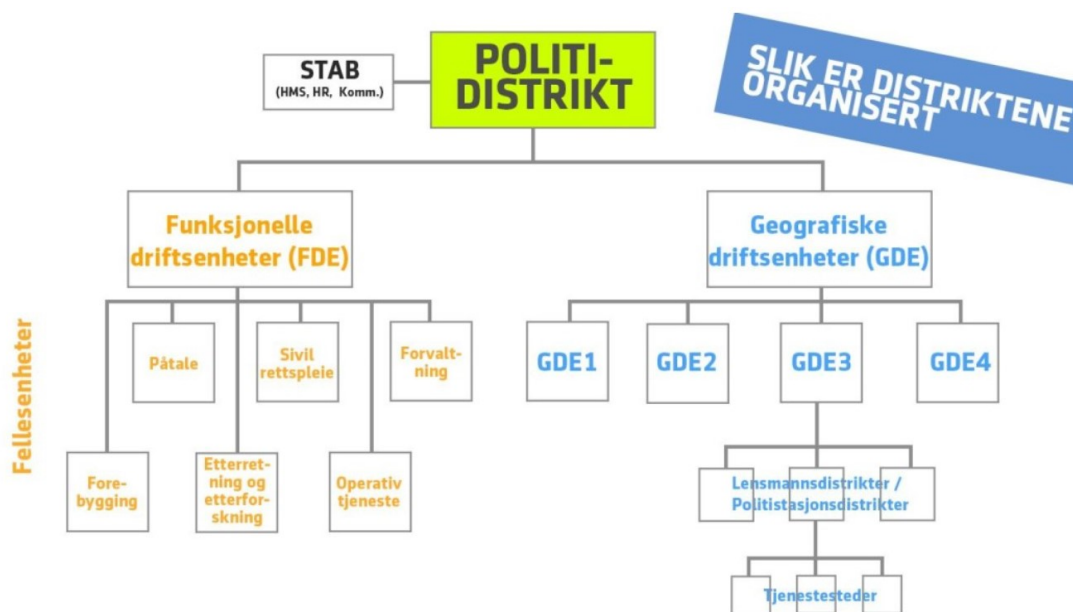 STAB
(HMS, HR, Komm.)
POLITI-
DISTRIKT
SLIK ER DISTRIKTENE
ORGANISERT
Funksjonelle
driftsenheter (FDE)
Geografiske
driftsenheter (GDE)
Fellesenheter
Påtale
Sivil
rettspleie
Forvalt-
ning
Fore-
bygging
Etterret-
ning og
etterfor-
skning
Operativ
tjeneste
GDE1
GDE2
GDE3
GDE4
Lensmannsdistrikter /
Politistasjonsdistrikter
Tjenestesteder